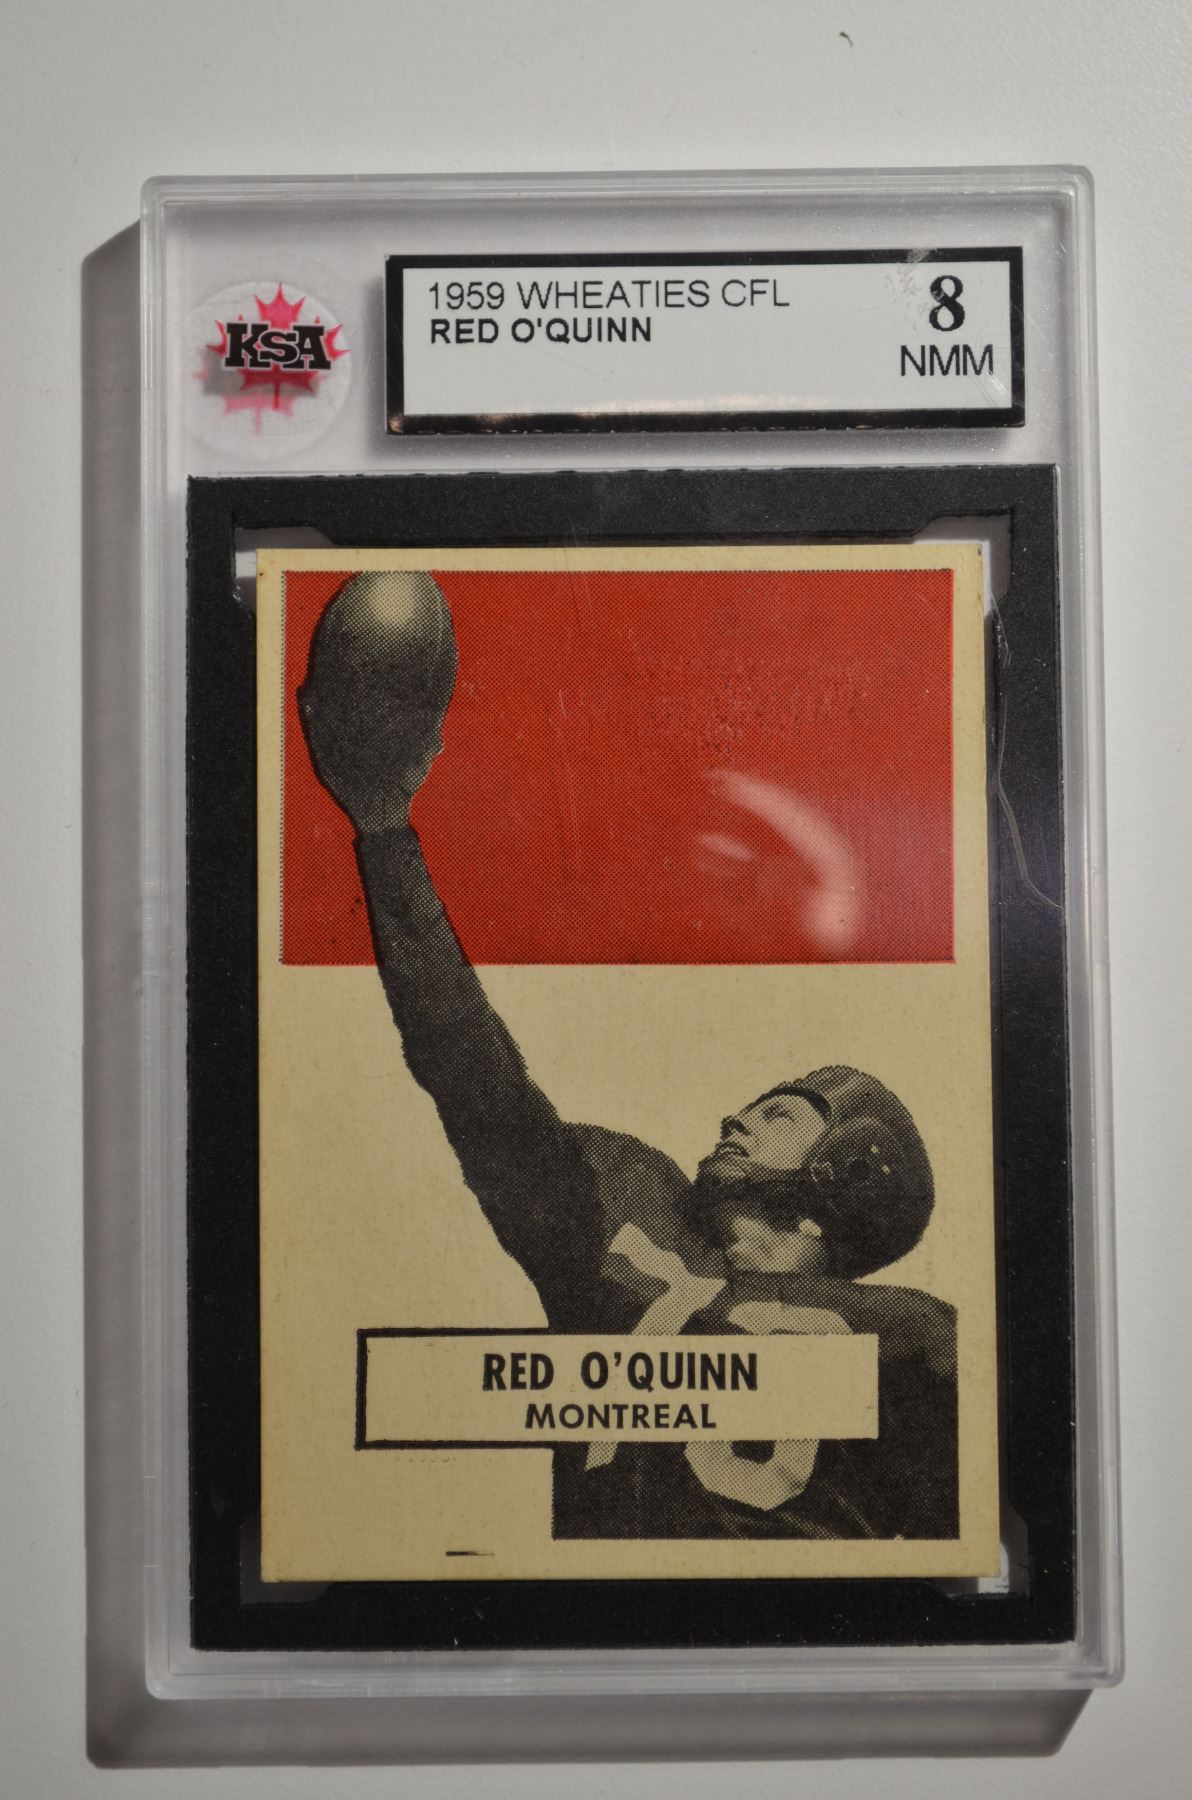 KSA
1959 WHEATIES CFL
RED O'QUINN
8
NMM
RED O'QUINN
MONTREAL